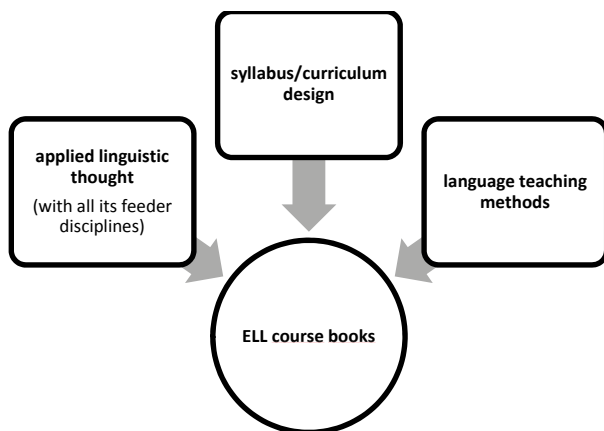 syllabus/curriculum
design
applied linguistic
thought
(with all its feeder
disciplines)
language teaching
methods
ELL course books